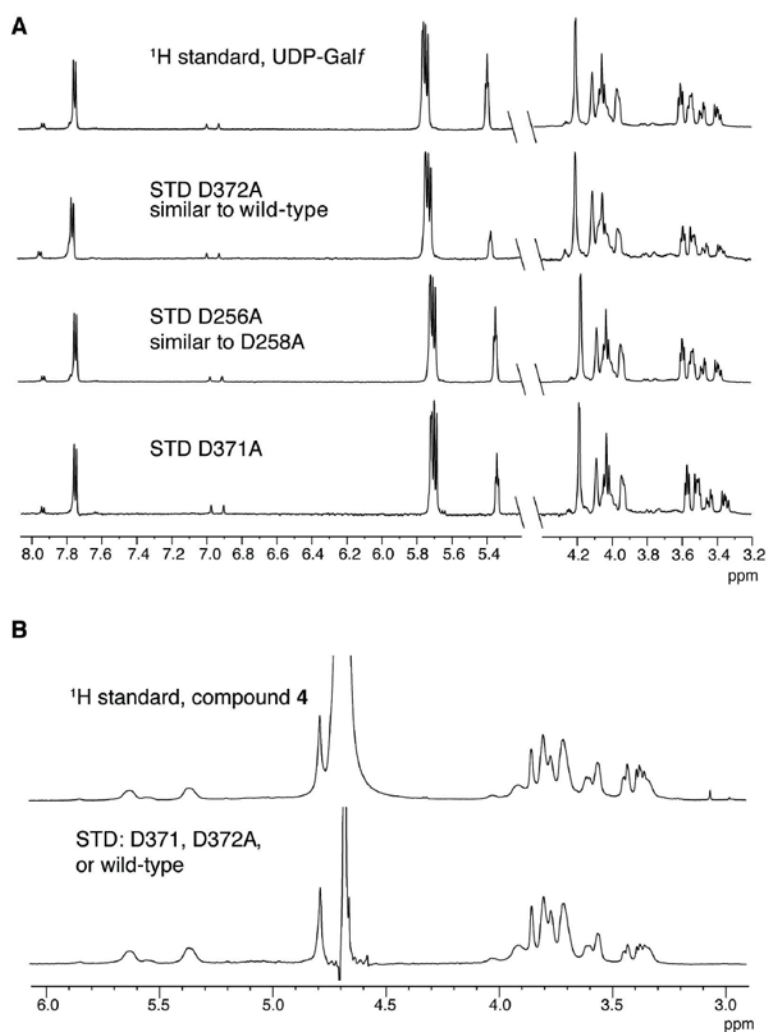 A
¹H standard, UDP-Galf
STD D372A
similar to wild-type
STD D256A
similar to D258A
STD D371A
8.0 7.8 7.6 7.4 7.2 7.0 6.8 6.6 6.4 6.2 6.0 5.8 5.6 5.4 4.2 4.0 3.8 3.6 3.4 3.2
ppm
B
¹H standard, compound 4
STD: D371, D372A,
or wild-type
6.0 5.5 5.0 4.5 4.0 3.5 3.0
ppm